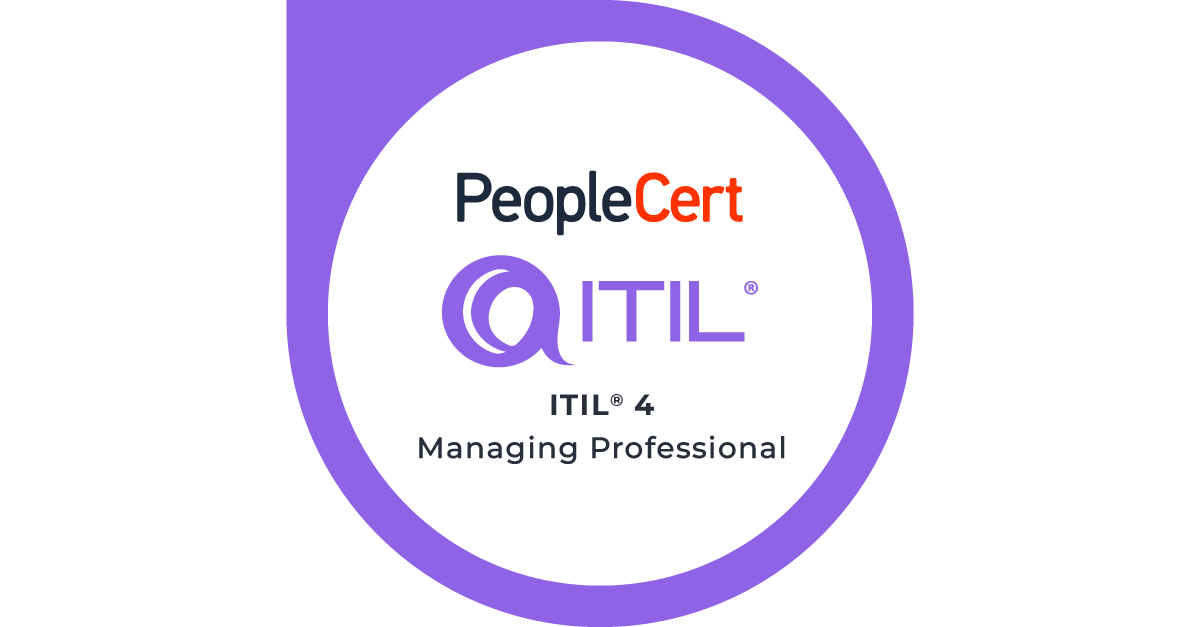 PeopleCert
ITIL®
ITIL® 4
Managing Professional